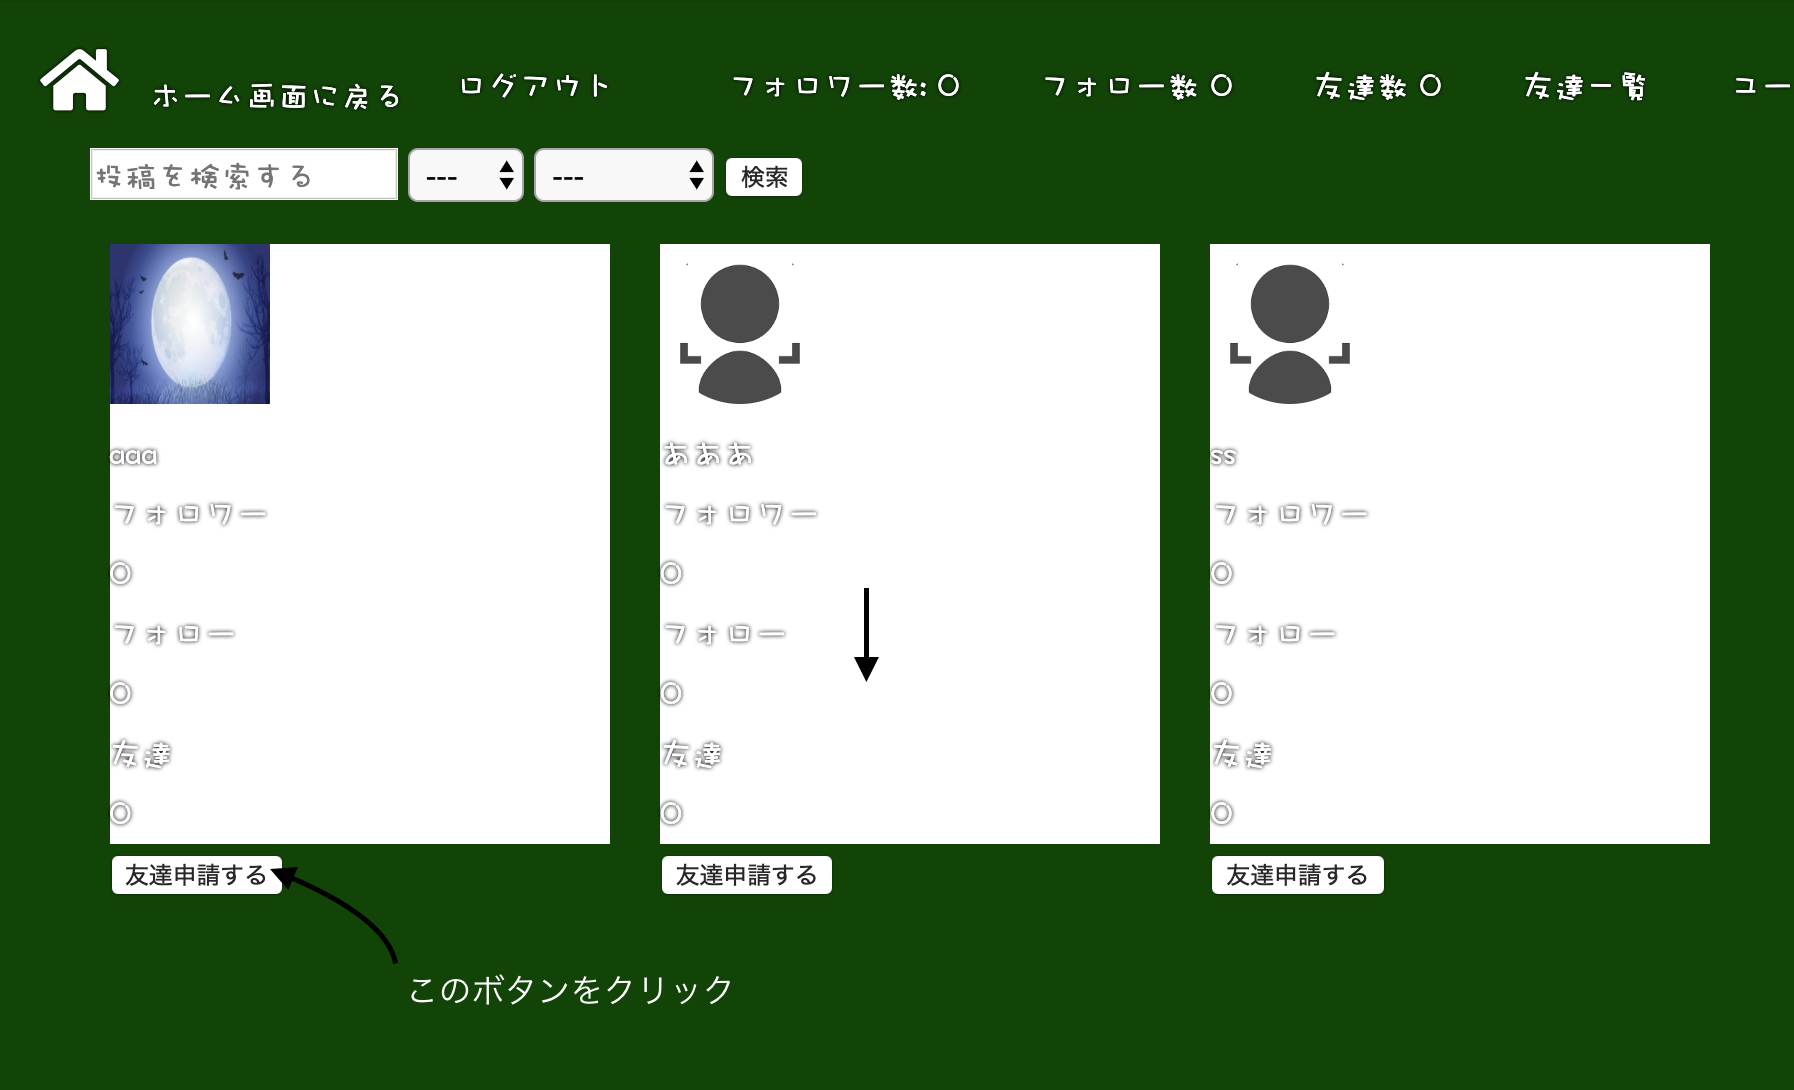 ホーム画面に戻る ログアウト フォロワー数: 0 フォロー数 0 友達数 0 友達一覧 ユー
投稿を検索する --- --- 検索
aaa
フォロワー
0
フォロー
0
友達
0
友達申請する
あああ
フォロワー
0
フォロー
0
友達
0
友達申請する
ss
フォロワー
0
フォロー
0
友達
0
友達申請する
このボタンをクリック